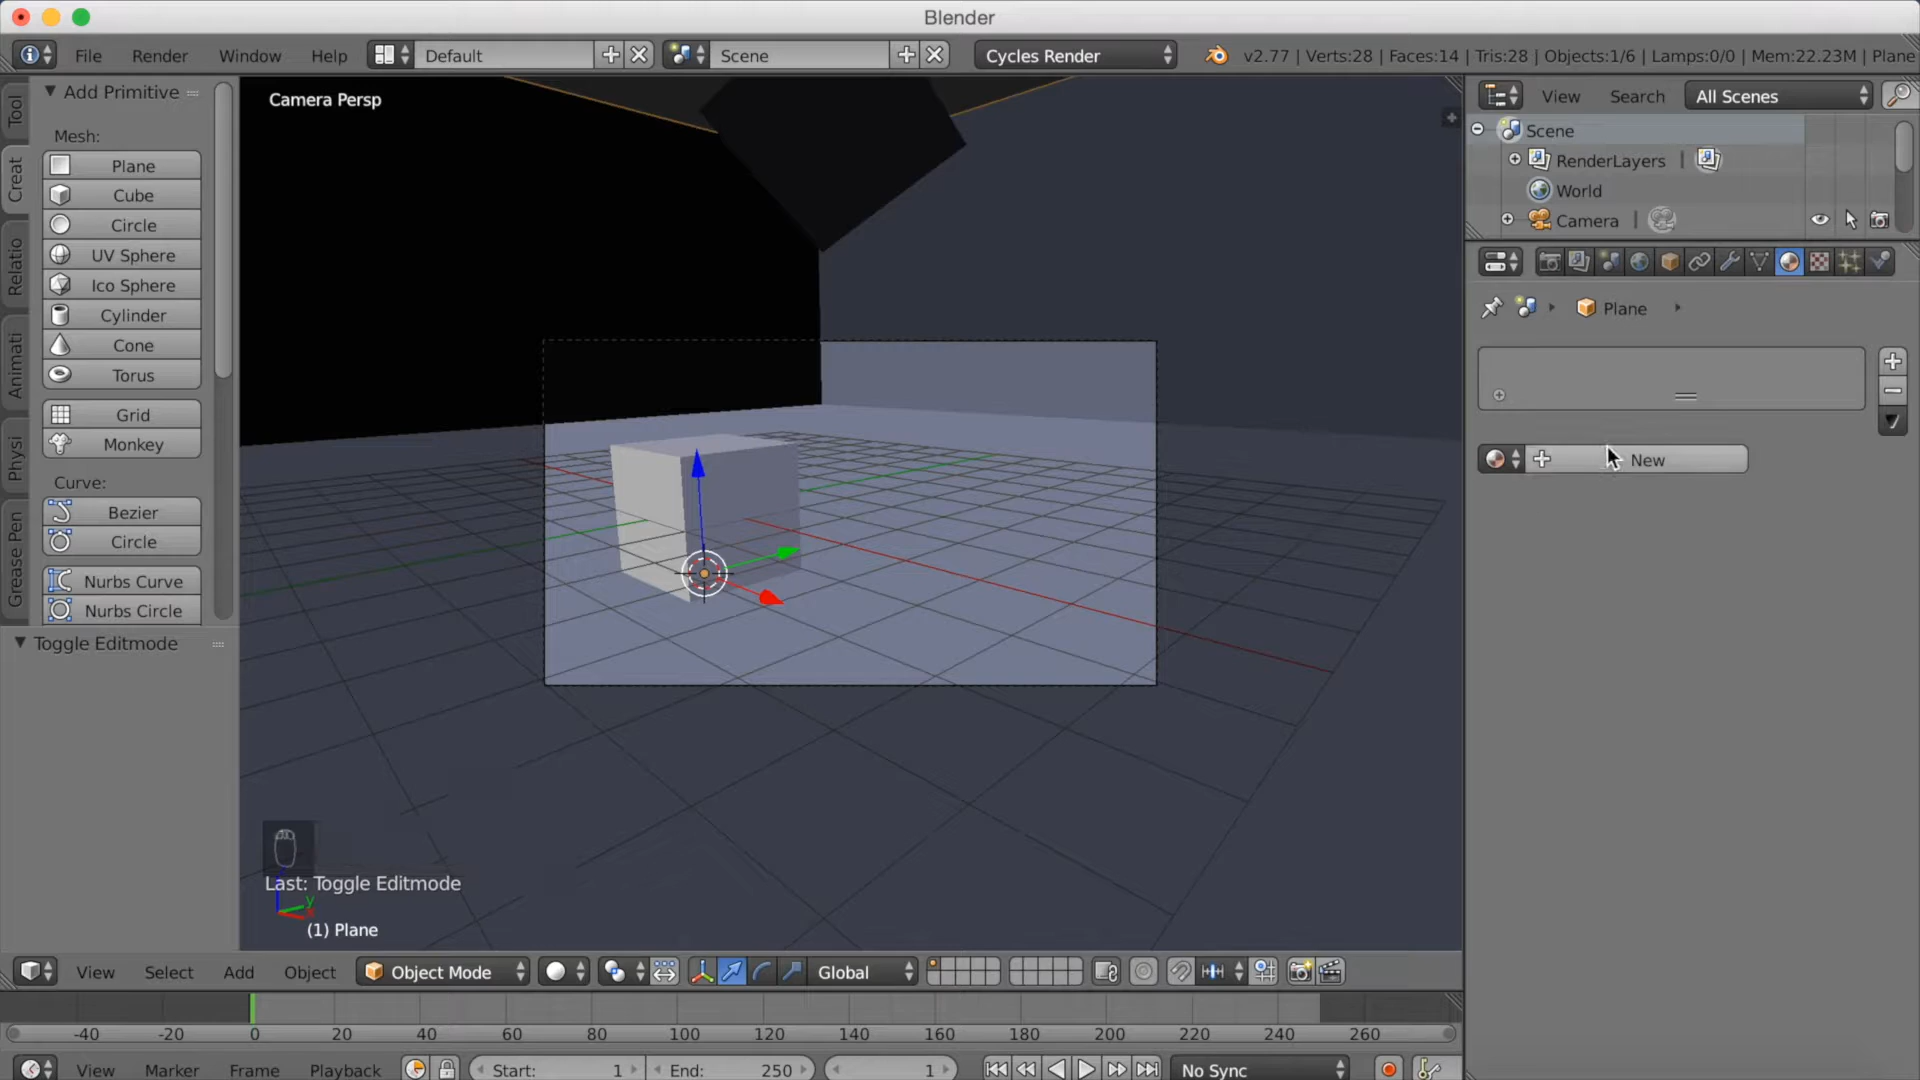 Blender
File Render Window Help Default Scene Cycles Render v2.77 | Verts:28 | Faces:14 | Tris:28 | Objects:1/6 | Lamps:0/0 | Mem:22.23M | Plane
Tool
Creat
Relatio
Animati
Physi
Grease Pen
Add Primitive
Mesh:
Plane
Cube
Circle
UV Sphere
Ico Sphere
Cylinder
Cone
Torus
Grid
Monkey
Curve:
Bezier
Circle
Nurbs Curve
Nurbs Circle
Toggle Editmode
Camera Persp
Last: Toggle Editmode
y
(1) Plane
View Search All Scenes
Scene
RenderLayers |
World
Camera |
Plane
New
View Select Add Object Object Mode Global
-40 -20 0 20 40 60 80 100 120 140 160 180 200 220 240 260
View Marker Frame Playback Start: 1 End: 250 1 No Sync